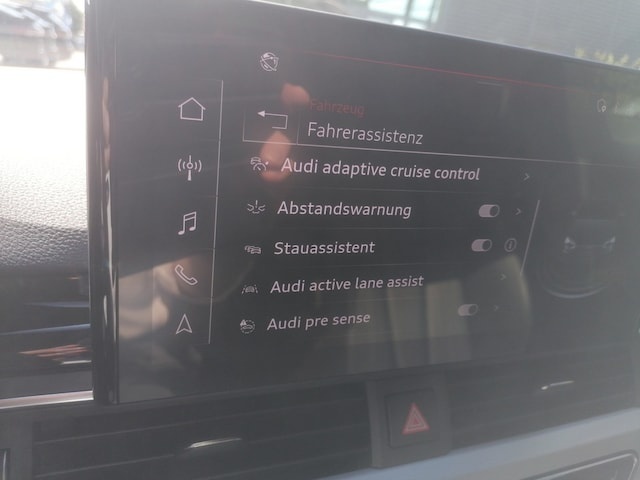 Fahrzeug
Fahrerassistenz
Audi adaptive cruise control
Abstandswarnung
Stauassistent
Audi active lane assist
Audi pre sense